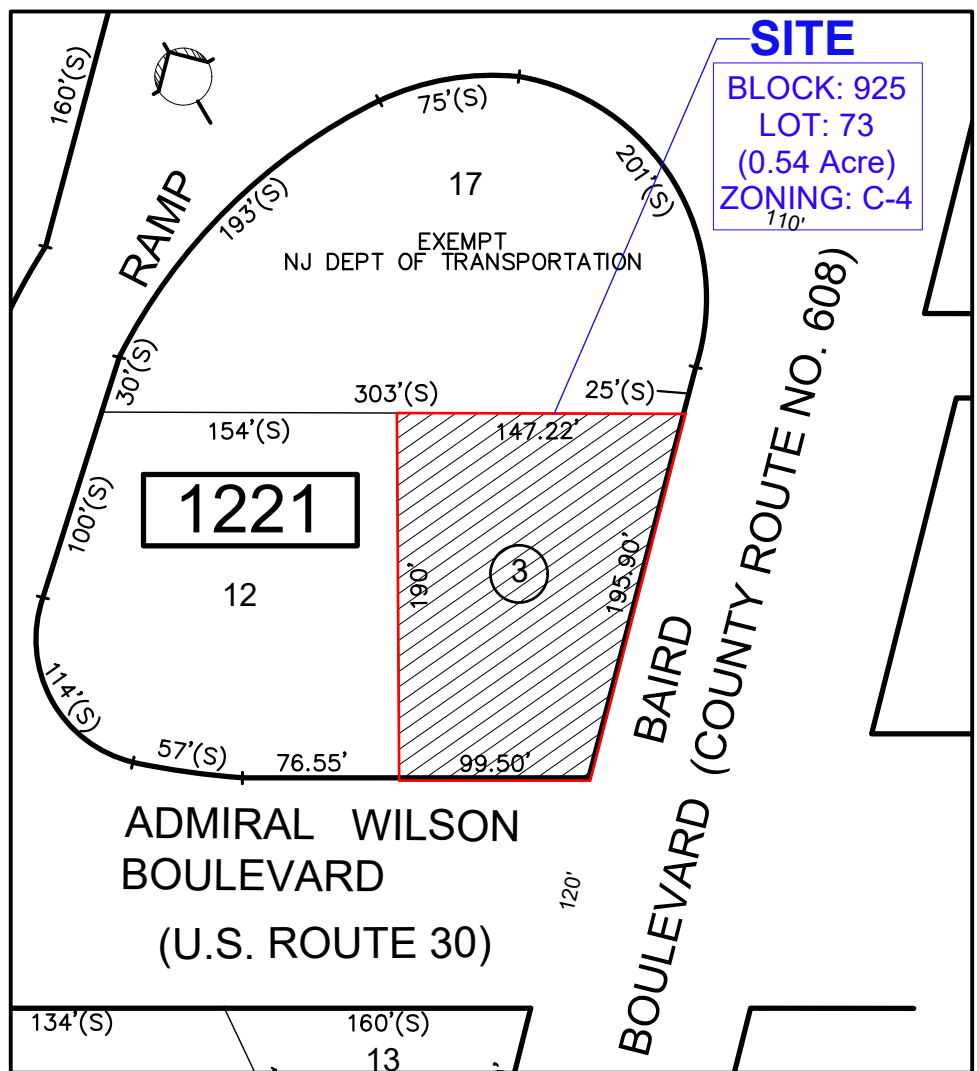 SITE
BLOCK: 925
LOT: 73
(0.54 Acre)
ZONING: C-4
110'
160'(S)
75'(S)
201'(S)
193'(S)
17
RAMP
EXEMPT
NJ DEPT OF TRANSPORTATION
30'(S)
303'(S)
25'(S)
154'(S)
147.22'
1221
100'(S)
12
190'
3
195.90'
114'(S)
57'(S)
76.55'
99.50'
BAIRD
BOULEVARD (COUNTY ROUTE NO. 608)
ADMIRAL WILSON
BOULEVARD
(U.S. ROUTE 30)
120'
134'(S)
160'(S)
13